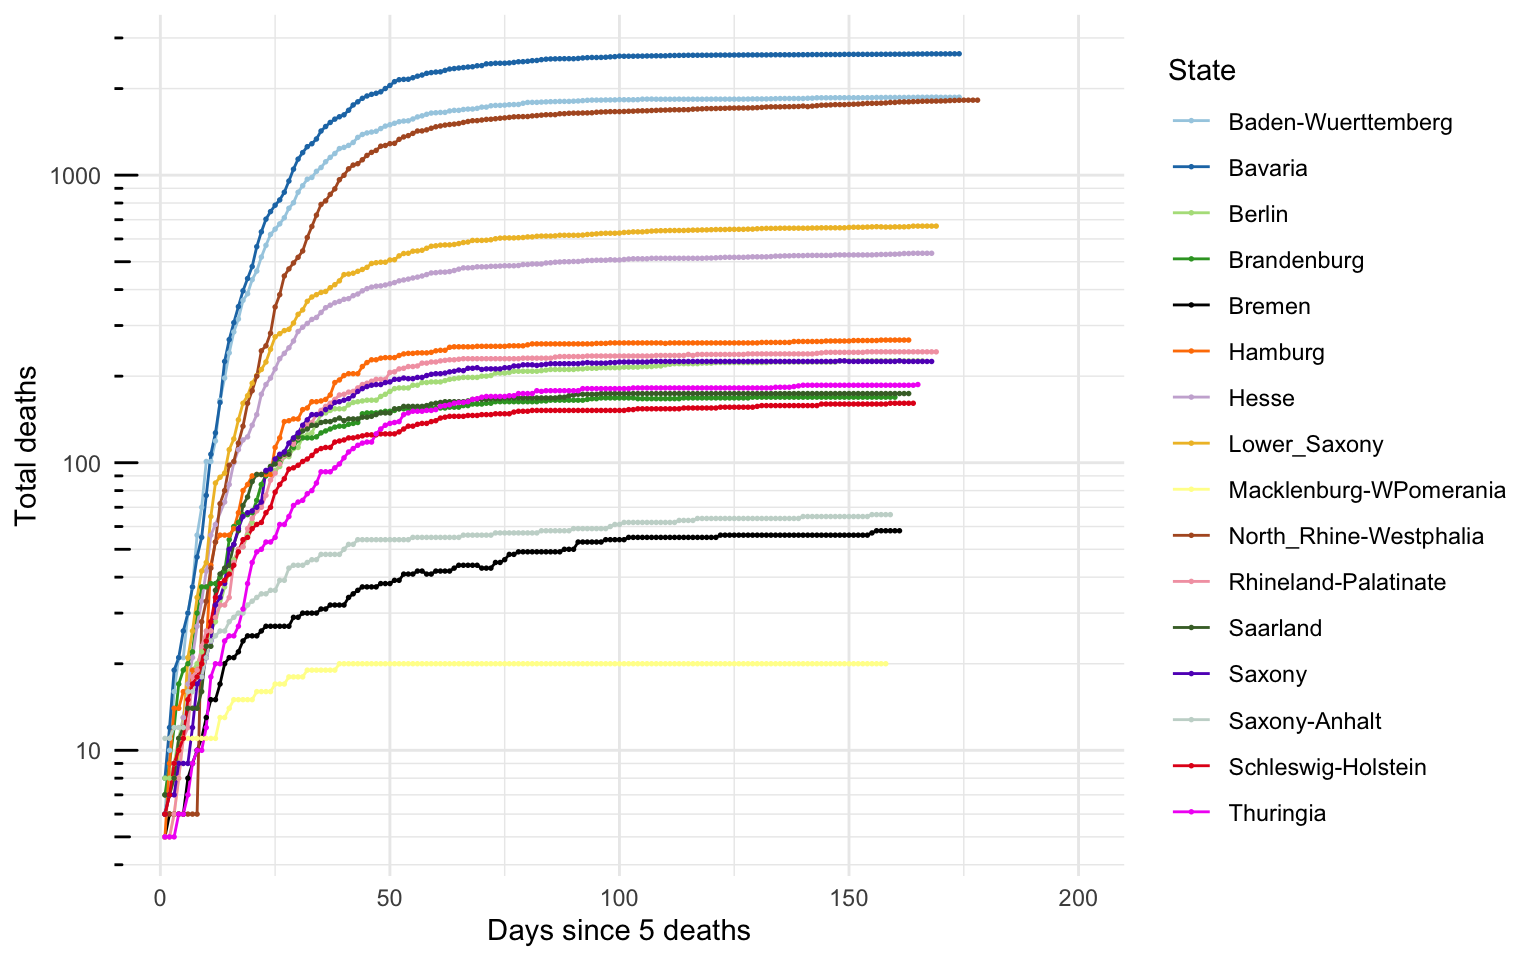 Total deaths
1000
100
10
0 50 100 150 200
Days since 5 deaths
State
Baden-Wuerttemberg
Bavaria
Berlin
Brandenburg
Bremen
Hamburg
Hesse
Lower_Saxony
Macklenburg-WPomerania
North_Rhine-Westphalia
Rhineland-Palatinate
Saarland
Saxony
Saxony-Anhalt
Schleswig-Holstein
Thuringia